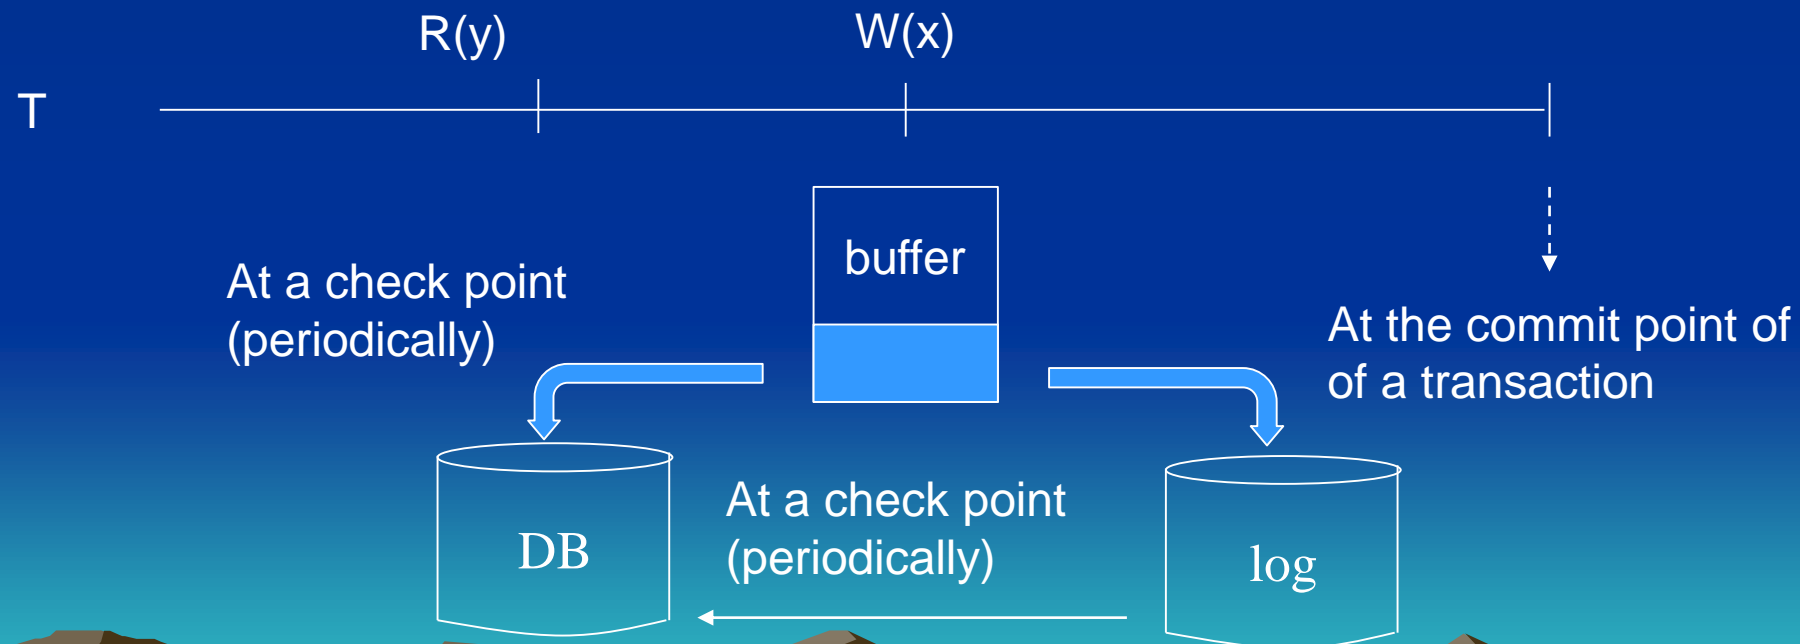 R(y)
W(x)
T
buffer
At a check point
(periodically)
At the commit point of
of a transaction
At a check point
(periodically)
DB
log